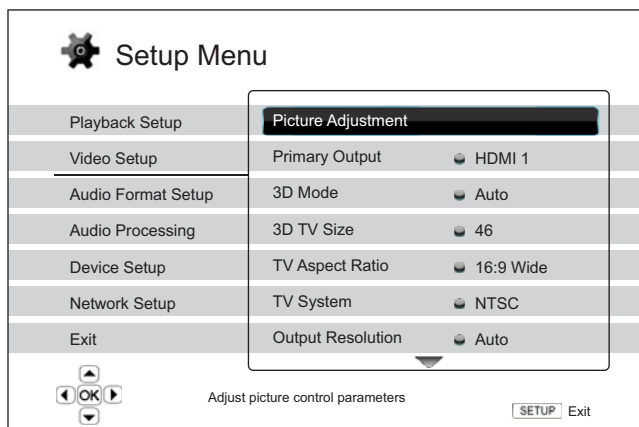 Setup Menu
Playback Setup
Video Setup
Audio Format Setup
Audio Processing
Device Setup
Network Setup
Exit
Picture Adjustment
Primary Output HDMI 1
3D Mode Auto
3D TV Size 46
TV Aspect Ratio 16:9 Wide
TV System NTSC
Output Resolution Auto
OK
Adjust picture control parameters
SETUP Exit